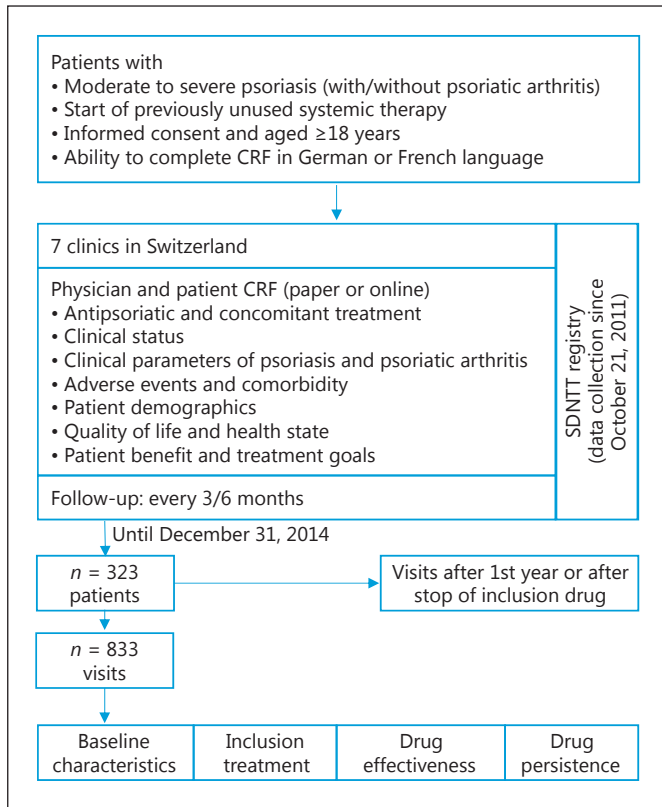 Patients with
• Moderate to severe psoriasis (with/without psoriatic arthritis)
• Start of previously unused systemic therapy
• Informed consent and aged ≥18 years
• Ability to complete CRF in German or French language
7 clinics in Switzerland
Physician and patient CRF (paper or online)
• Antipsoriatic and concomitant treatment
• Clinical status
• Clinical parameters of psoriasis and psoriatic arthritis
• Adverse events and comorbidity
• Patient demographics
• Quality of life and health state
• Patient benefit and treatment goals
Follow-up: every 3/6 months
SDNTT registry
(data collection since
October 21, 2011)
Until December 31, 2014
n = 323
patients
Visits after 1st year or after
stop of inclusion drug
n = 833
visits
Baseline
characteristics
Inclusion
treatment
Drug
effectiveness
Drug
persistence